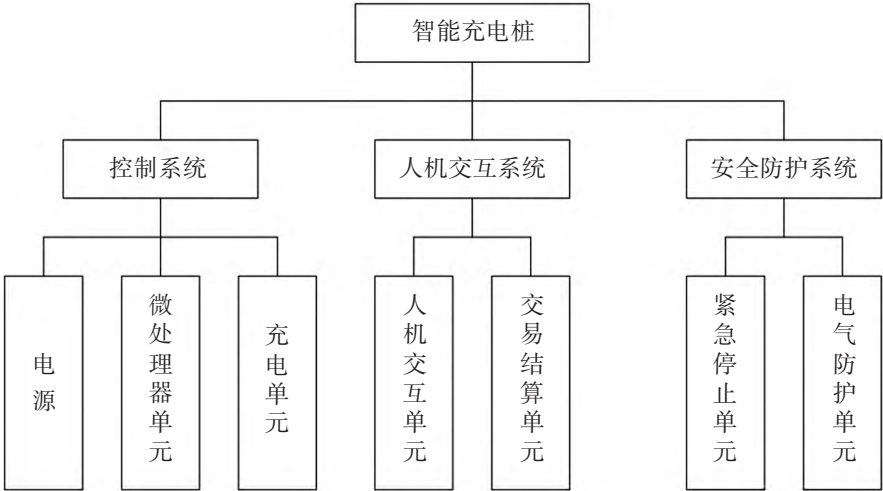 智能充电桩
控制系统
人机交互系统
安全防护系统
电源
微处理器单元
充电单元
人机交互单元
交易结算单元
紧急停止单元
电气防护单元